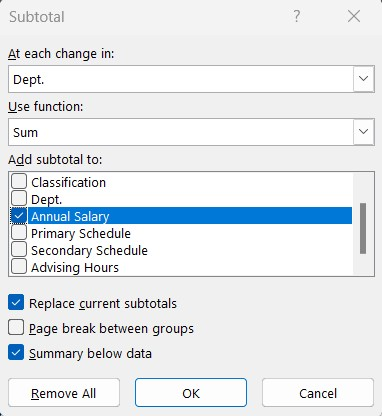 Subtotal ?
At each change in:
Dept.
Use function:
Sum
Add subtotal to:
Classification
Dept.
Annual Salary
Primary Schedule
Secondary Schedule
Advising Hours
Replace current subtotals
Page break between groups
Summary below data
Remove All OK Cancel